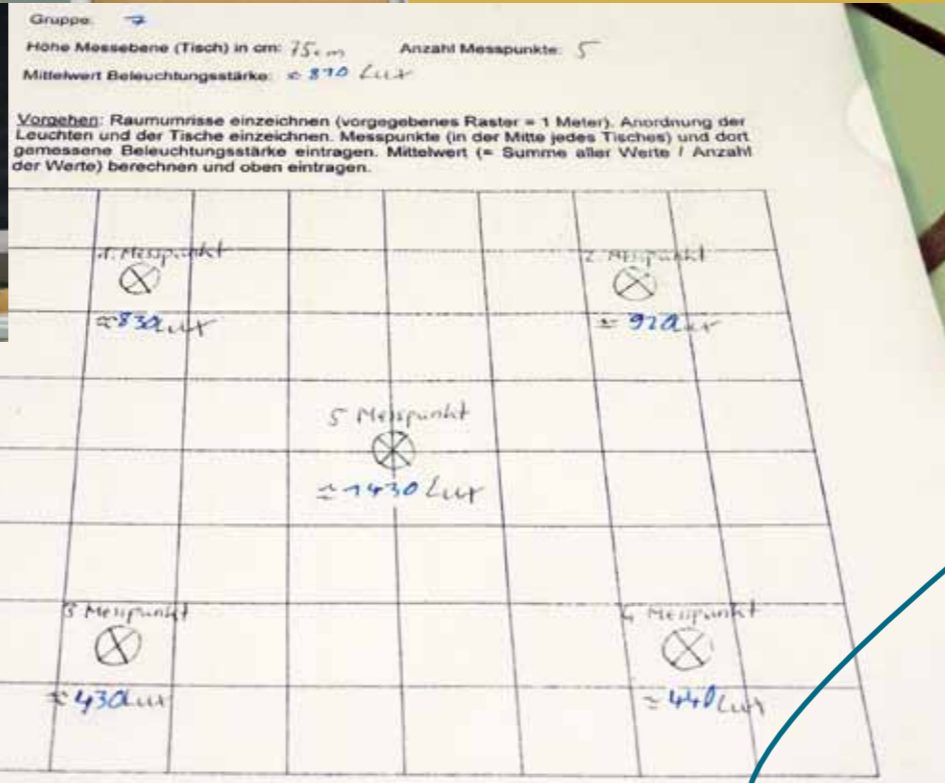 Gruppe: 7
Höhe Messebene (Tisch) in cm: 75cm Anzahl Messpunkte: 5
Mittelwert Beleuchtungsstärke: ≈ 810 Lux
Vorgehen: Raumumrisse einzeichnen (vorgegebenes Raster = 1 Meter). Anordnung der
Leuchten und der Tische einzeichnen. Messpunkte (in der Mitte jedes Tisches) und dort
gemessene Beleuchtungsstärke eintragen. Mittelwert (= Summe aller Werte / Anzahl
der Werte) berechnen und oben eintragen.
1. Messpunkt
≈830Lux
2. Messpunkt
≈ 920Lux
5 Messpunkt
≈1430 Lux
3 Messpunkt
≈430Lux
4 Messpunkt
≈440Lux